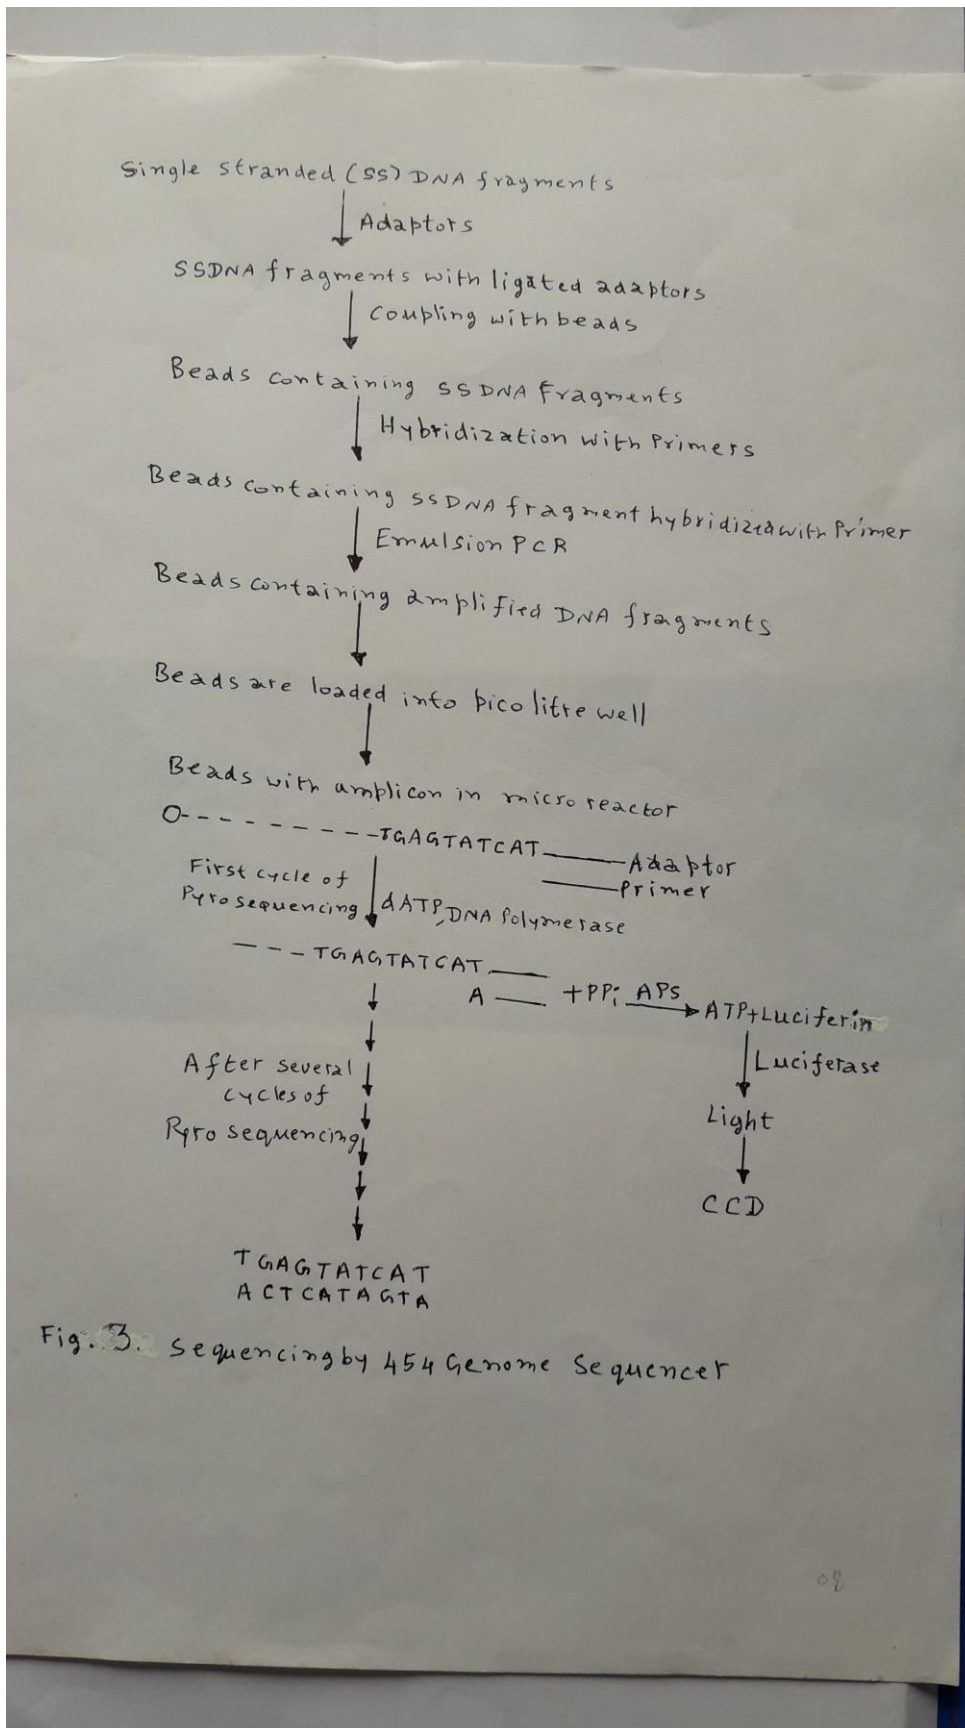 Single stranded (SS) DNA fragments
Adaptors
SSDNA fragments with ligated adaptors
Coupling with beads
Beads containing SSDNA Fragments
Hybridization with Primers
Beads containing SSDNA fragment hybridized with Primer
Emulsion PCR
Beads containing amplified DNA fragments
Beads are loaded into pico litre well
Beads with amplicon in micro reactor
O- - - - - - - - - -TGAGTATCAT Adaptor
Primer
First cycle of
Pyrosequencing dATP, DNA Polymerase
- - - TGAGTATCAT
A +PPi APS ATP+Luciferin
Luciferase
After several
cycles of
Pyro sequencing
Light
CCD
TGAGTATCAT
ACTCATAGTA
Fig. 3. Sequencing by 454 Genome Sequencer
08